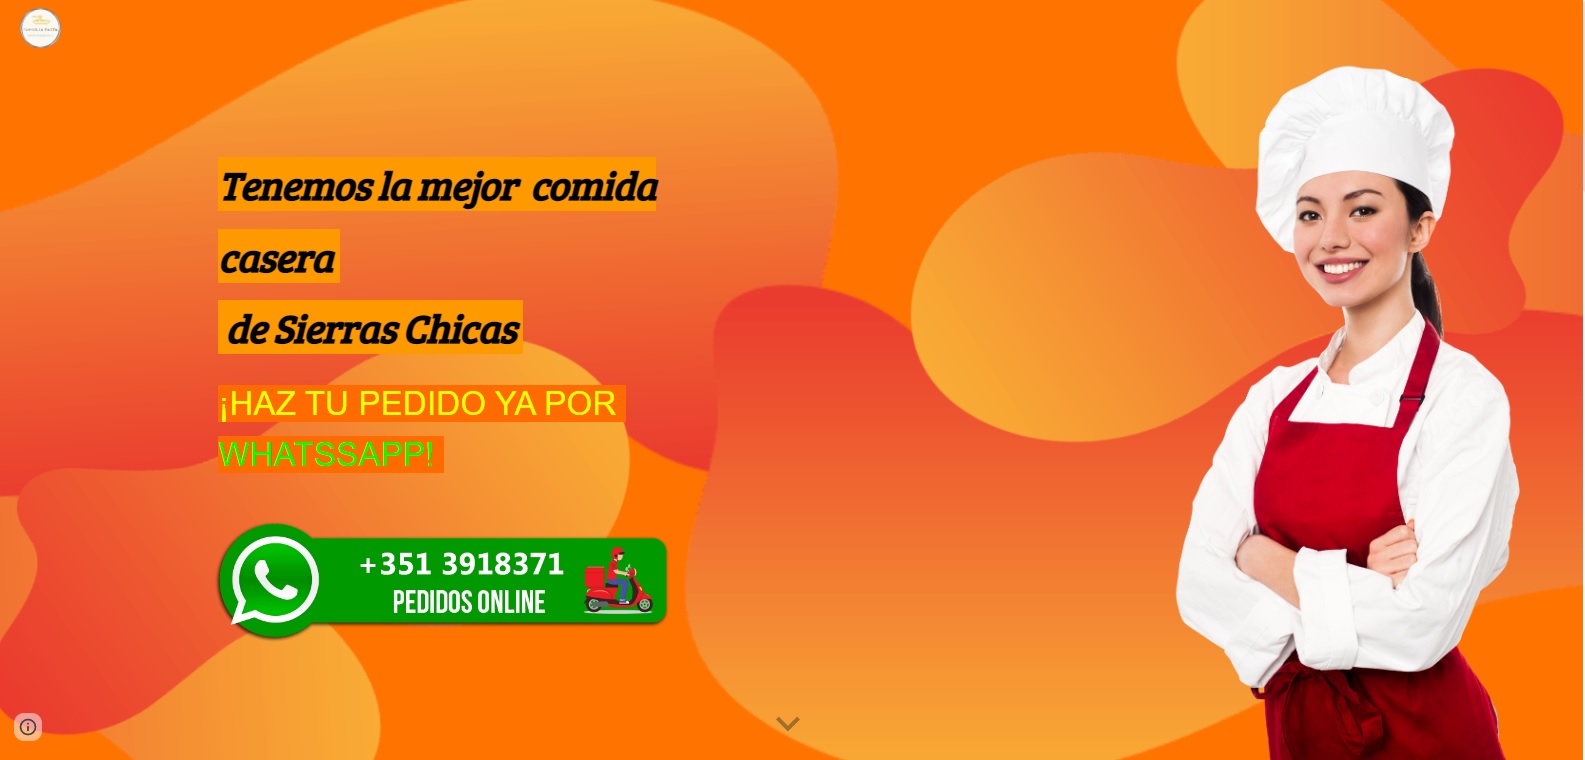 Tenemos la mejor  comida
casera
de Sierras Chicas
¡HAZ TU PEDIDO YA POR
WHATSSAPP!
+351 3918371
PEDIDOS ONLINE